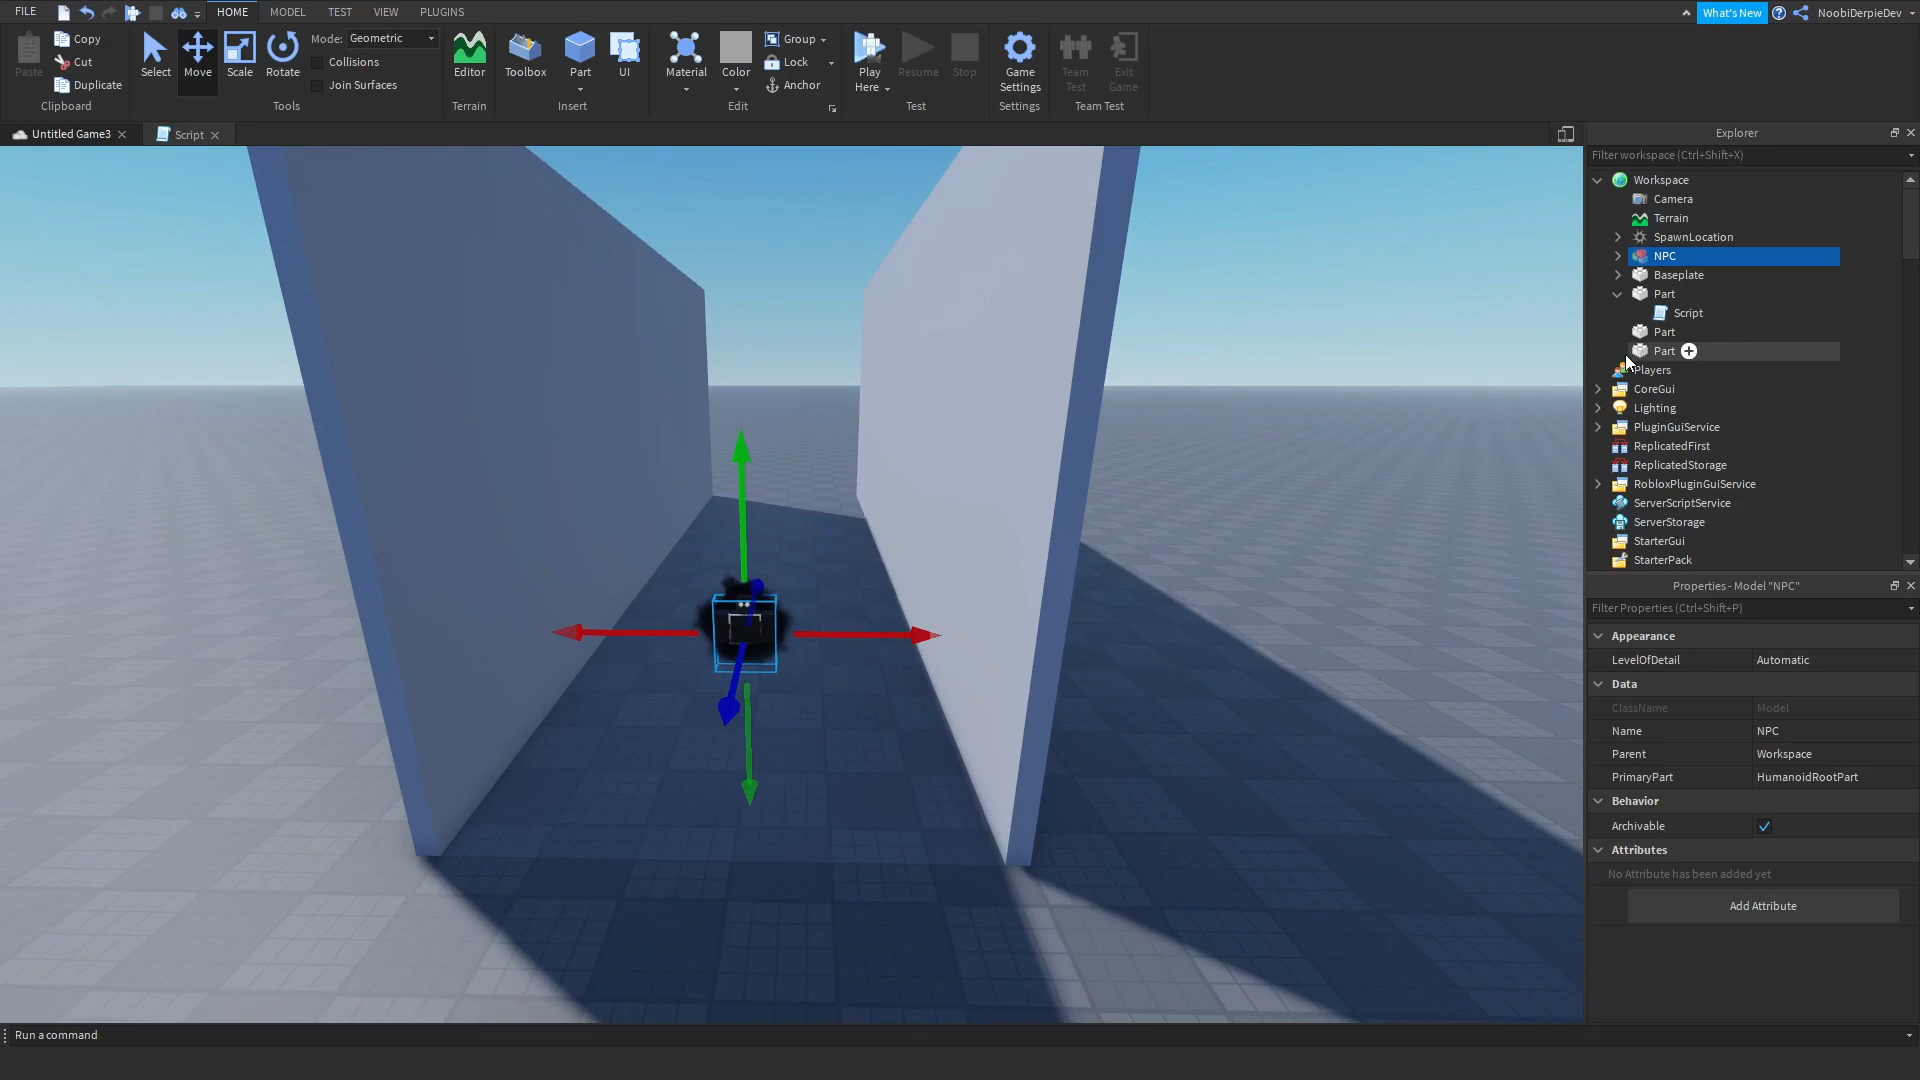 FILE
HOME
MODEL
TEST
VIEW
PLUGINS
What's New
NoobiDerpieDev
Paste
Copy
Cut
Duplicate
Clipboard
Select
Move
Scale
Rotate
Mode: Geometric
Collisions
Join Surfaces
Tools
Editor
Terrain
Toolbox
Part
UI
Insert
Material
Color
Group
Lock
Anchor
Edit
Play
Here
Resume
Stop
Test
Game
Settings
Settings
Team
Test
Exit
Game
Team Test
Untitled Game3
Script
Explorer
Filter workspace (Ctrl+Shift+X)
Workspace
Camera
Terrain
SpawnLocation
NPC
Baseplate
Part
Script
Part
Part
Players
CoreGui
Lighting
PluginGuiService
ReplicatedFirst
ReplicatedStorage
RobloxPluginGuiService
ServerScriptService
ServerStorage
StarterGui
StarterPack
Properties - Model "NPC"
Filter Properties (Ctrl+Shift+P)
Appearance
LevelOfDetail Automatic
Data
ClassName Model
Name NPC
Parent Workspace
PrimaryPart HumanoidRootPart
Behavior
Archivable
Attributes
No Attribute has been added yet
Add Attribute
Run a command